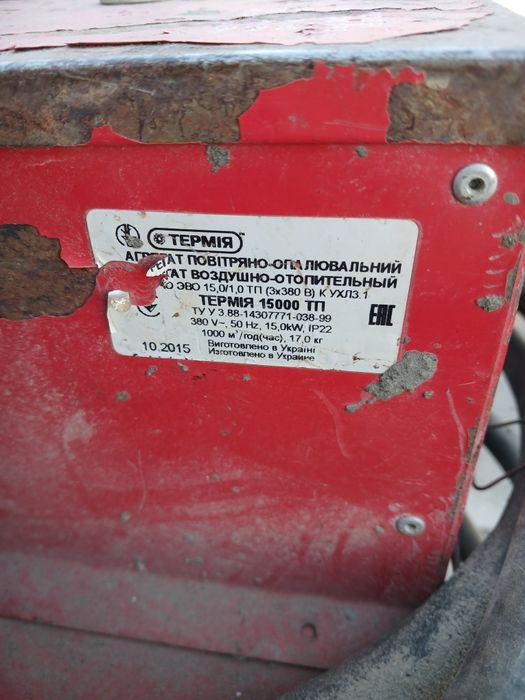 ТЕРМІЯ
АГРЕГАТ ПОВІТРЯНО-ОПАЛЮВАЛЬНИЙ
ВОЗДУШНО-ОТОПИТЕЛЬНЫЙ
ЭВО 15,0/1,0 ТП (3х380 В) К УХЛ3.1
ТЕРМІЯ 15000 ТП
ТУ У 3.88-14307771-038-99
380 V~, 50 Hz, 15,0kW, IP22
1000 м³/год(час), 17,0 кг
10.2015 Виготовлено в Україні
Изготовлено в Украине
EAC